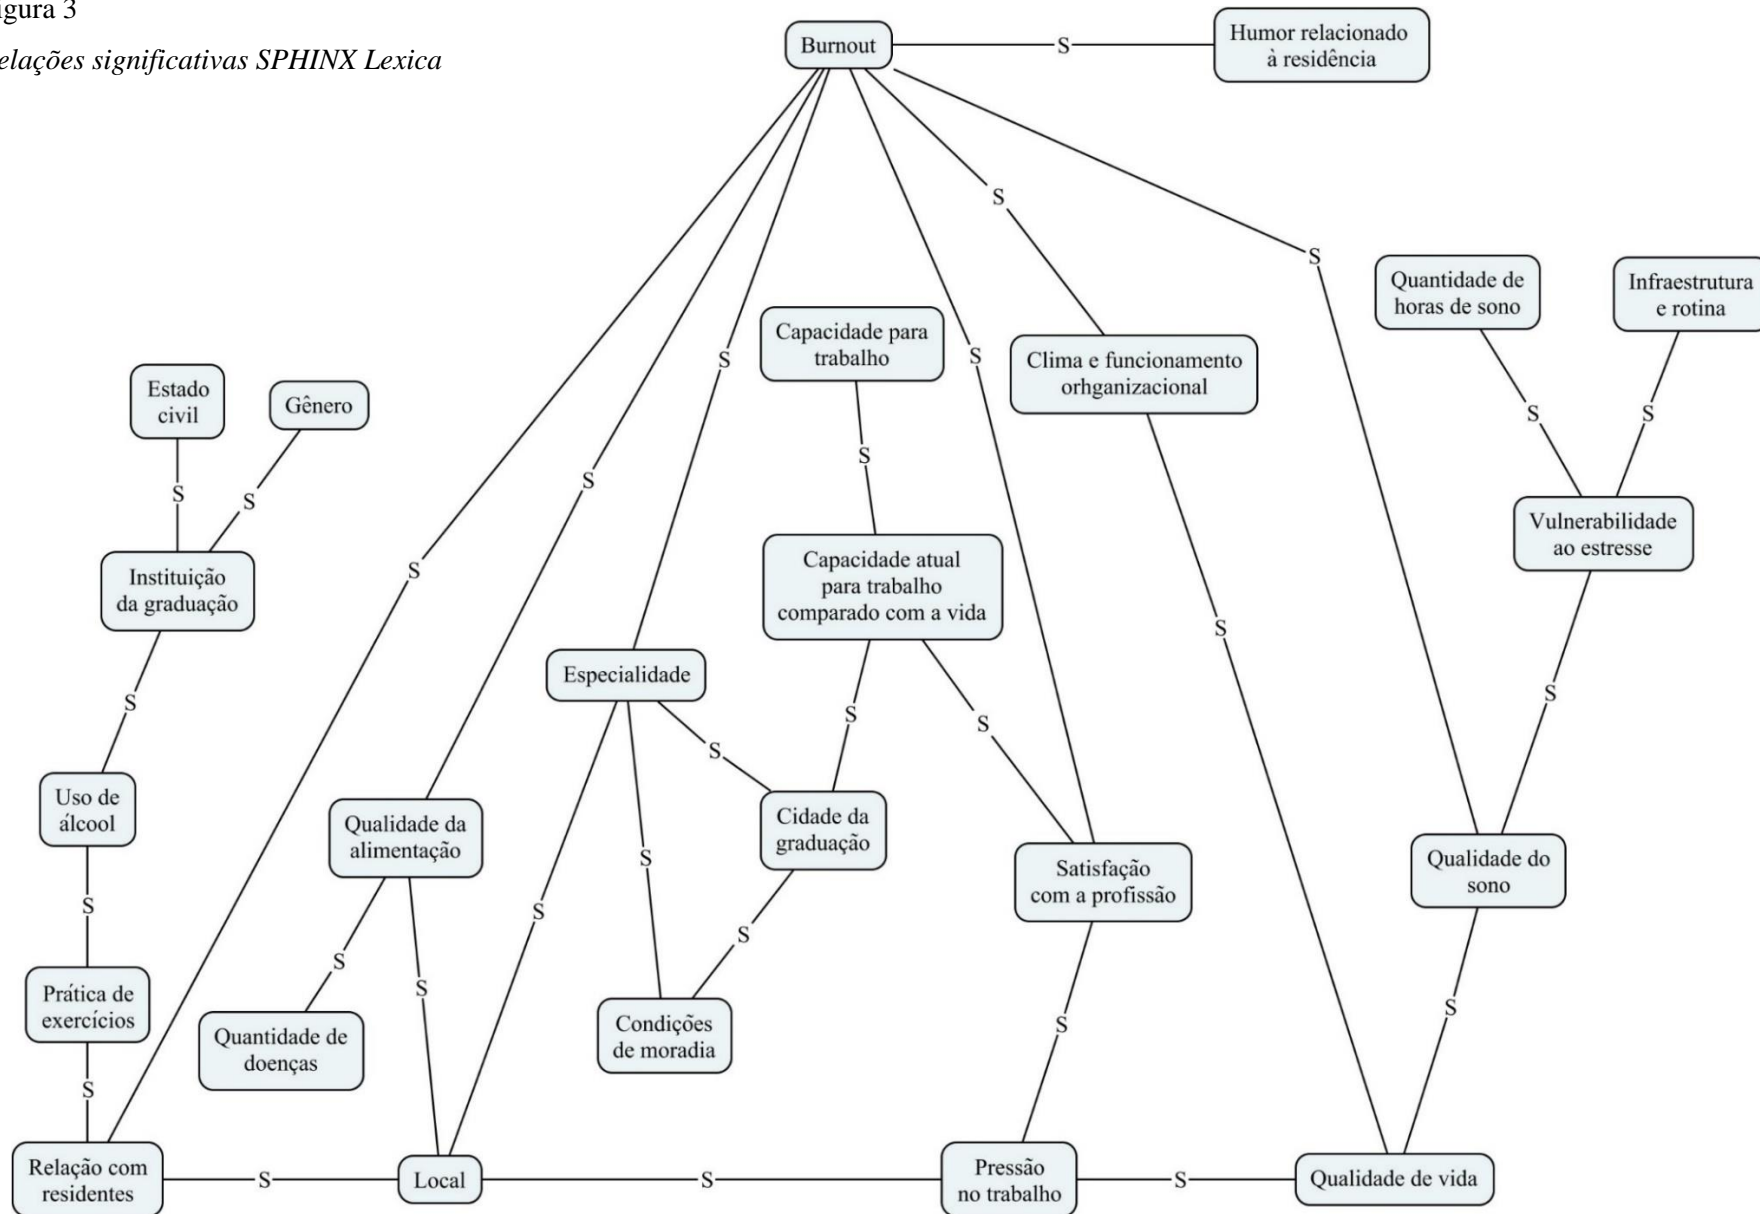 igura 3
elações significativas SPHINX Lexica
Burnout
S
Humor relacionado
à residência
S
S
Quantidade de
horas de sono
Infraestrutura
e rotina
Capacidade para
trabalho
S
S
Clima e funcionamento
orhganizacional
Estado
civil
Gênero
S
S
S
S
S
S
S
Vulnerabilidade
ao estresse
Capacidade atual
para trabalho
comparado com a vida
Instituição
da graduação
S
S
Especialidade
S
S
S
S
S
Uso de
álcool
Qualidade da
alimentação
Cidade da
graduação
Satisfação
com a profissão
Qualidade do
sono
S
S
S
S
S
Prática de
exercícios
S
S
Quantidade de
doenças
Condições
de moradia
S
S
Relação com
residentes
S
Local
S
Pressão
no trabalho
S
Qualidade de vida